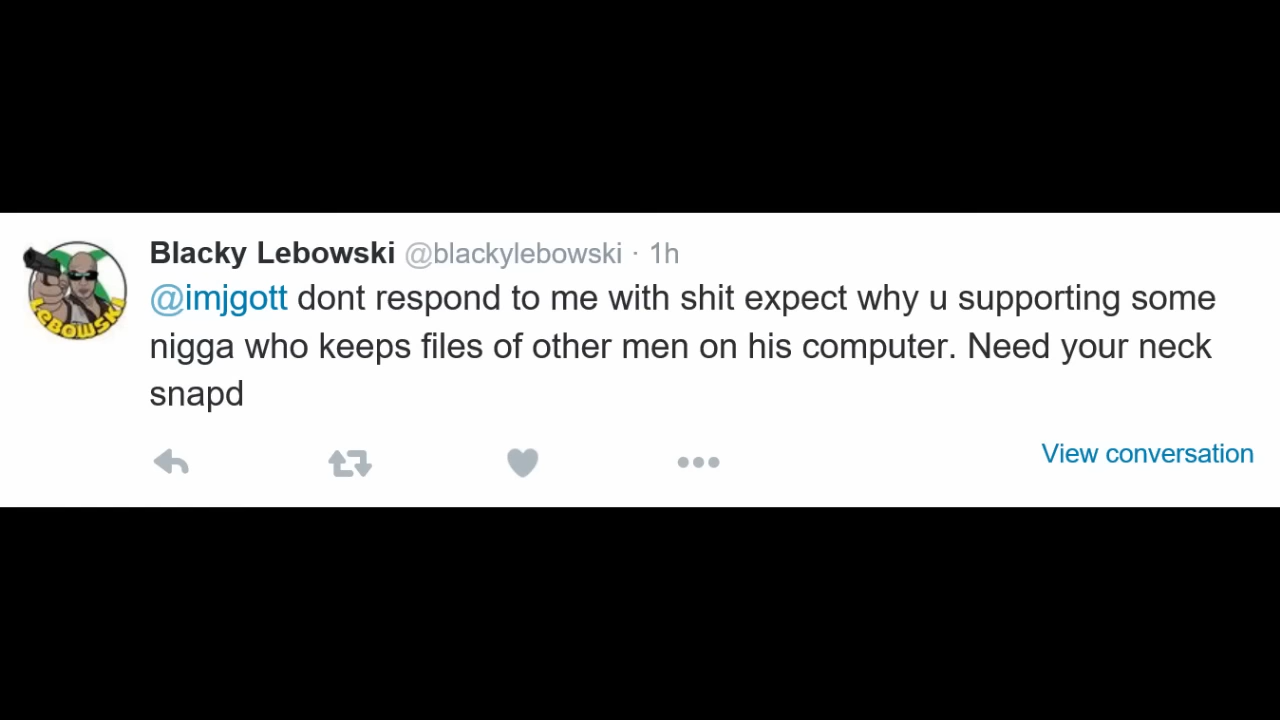 Blacky Lebowski @blackylebowski · 1h
@imjgott dont respond to me with shit expect why u supporting some
nigga who keeps files of other men on his computer. Need your neck
snapd
View conversation
LEBOWSKI